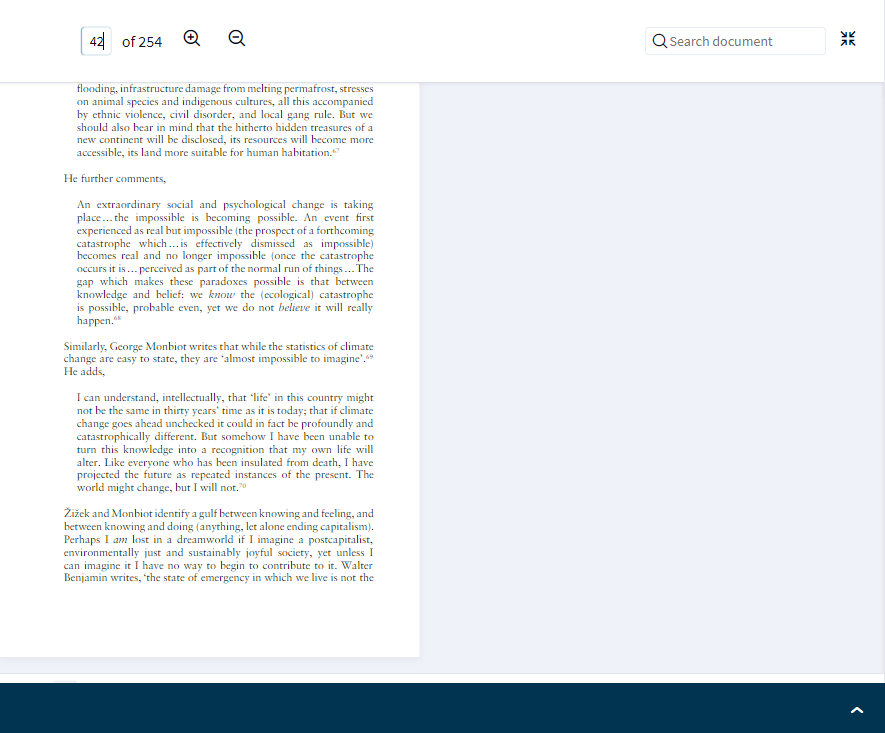 42 of 254
Search document
flooding, infrastructure damage from melting permafrost, stresses
on animal species and indigenous cultures, all this accompanied
by ethnic violence, civil disorder, and local gang rule. But we
should also bear in mind that the hitherto hidden treasures of a
new continent will be disclosed, its resources will become more
accessible, its land more suitable for human habitation.67
He further comments,
An extraordinary social and psychological change is taking
place…the impossible is becoming possible. An event first
experienced as real but impossible (the prospect of a forthcoming
catastrophe which…is effectively dismissed as impossible)
becomes real and no longer impossible (once the catastrophe
occurs it is…perceived as part of the normal run of things…The
gap which makes these paradoxes possible is that between
knowledge and belief: we know the (ecological) catastrophe
is possible, probable even, yet we do not believe it will really
happen.68
Similarly, George Monbiot writes that while the statistics of climate
change are easy to state, they are ‘almost impossible to imagine’.69
He adds,
I can understand, intellectually, that ‘life’ in this country might
not be the same in thirty years’ time as it is today; that if climate
change goes ahead unchecked it could in fact be profoundly and
catastrophically different. But somehow I have been unable to
turn this knowledge into a recognition that my own life will
alter. Like everyone who has been insulated from death, I have
projected the future as repeated instances of the present. The
world might change, but I will not.70
Žižek and Monbiot identify a gulf between knowing and feeling, and
between knowing and doing (anything, let alone ending capitalism).
Perhaps I am lost in a dreamworld if I imagine a postcapitalist,
environmentally just and sustainably joyful society, yet unless I
can imagine it I have no way to begin to contribute to it. Walter
Benjamin writes, ‘the state of emergency in which we live is not the